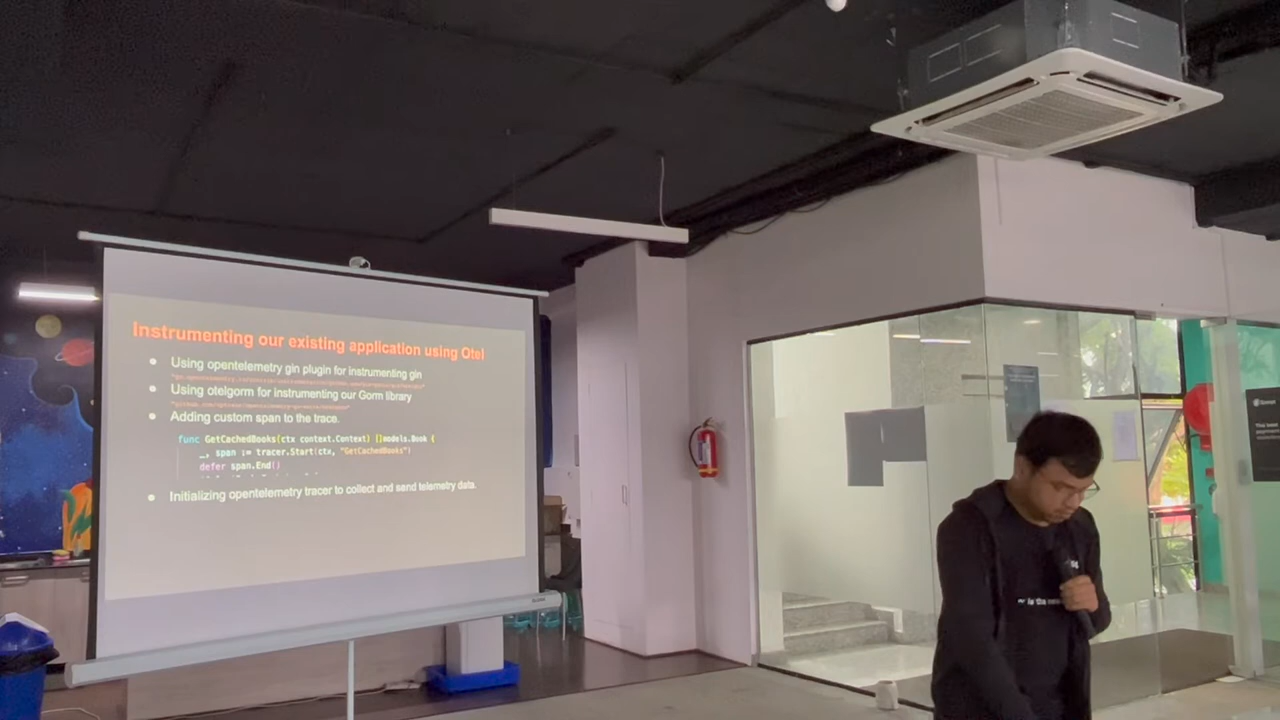 Instrumenting our existing application using Otel
Using opentelemetry gin plugin for instrumenting gin
Using otelgorm for instrumenting our Gorm library
Adding custom span to the trace.
func GetCachedBooks(ctx context.Context) []models.Book {
_, span := tracer.Start(ctx, "GetCachedBooks")
defer span.End()
Initializing opentelemetry tracer to collect and send telemetry data.
is the